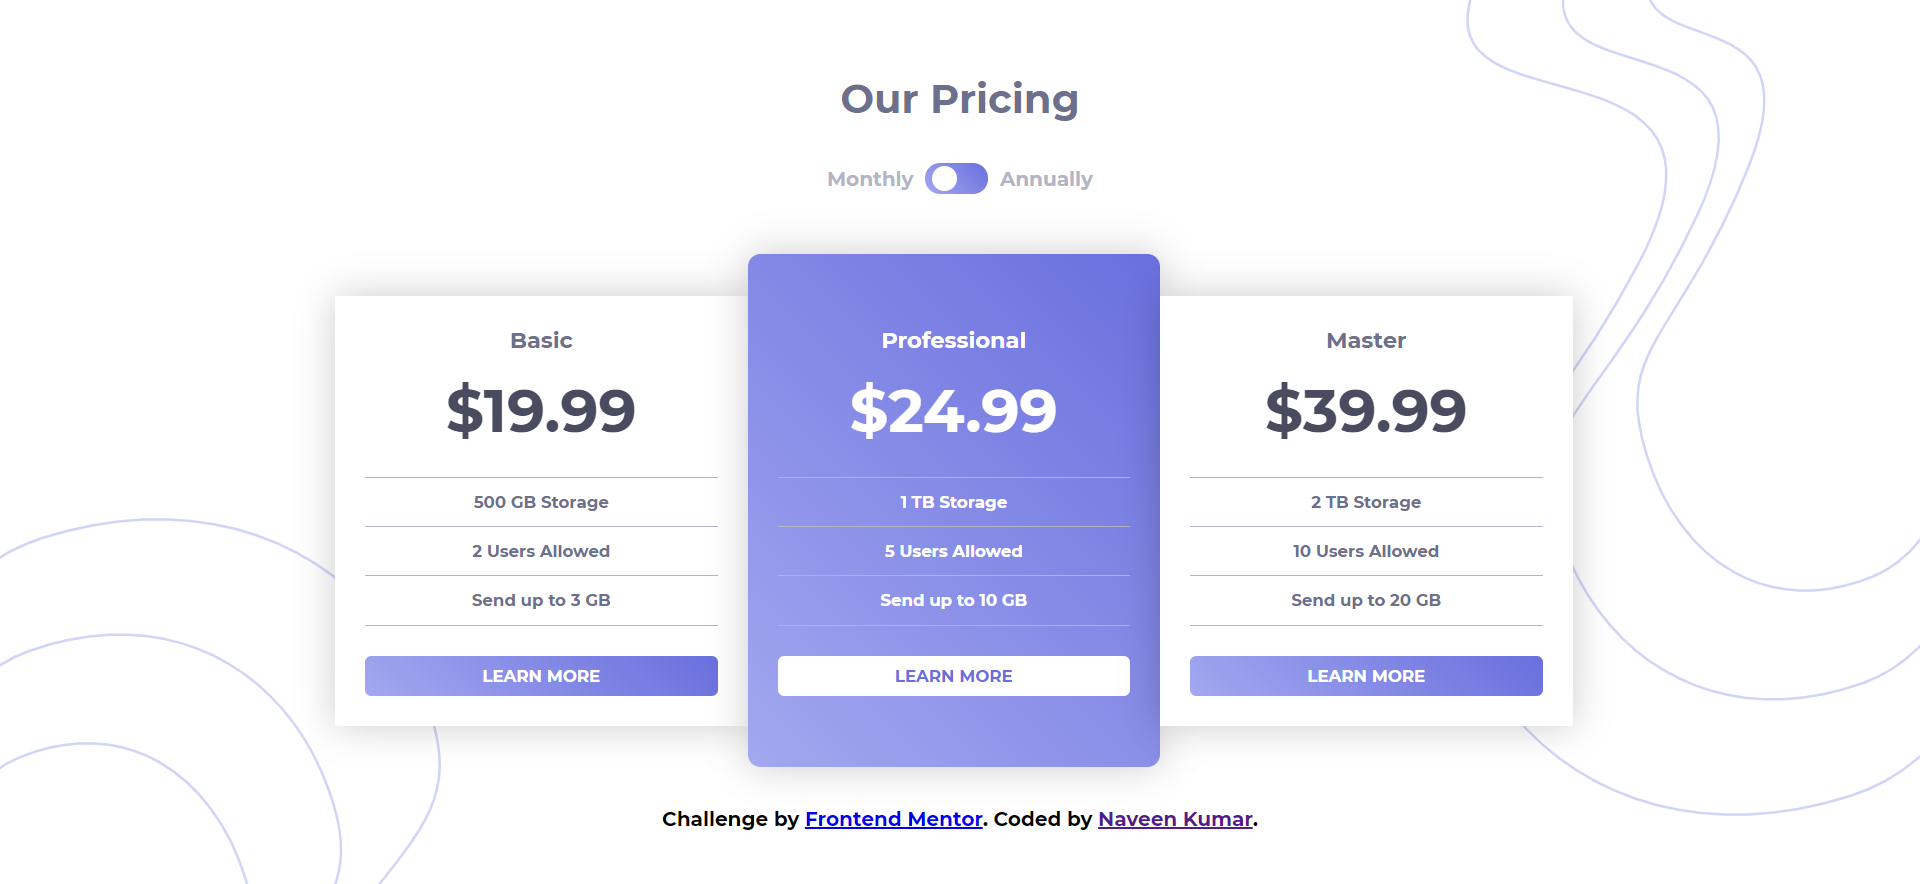 Our Pricing
Monthly Annually
Basic
$19.99
500 GB Storage
2 Users Allowed
Send up to 3 GB
LEARN MORE
Professional
$24.99
1 TB Storage
5 Users Allowed
Send up to 10 GB
LEARN MORE
Master
$39.99
2 TB Storage
10 Users Allowed
Send up to 20 GB
LEARN MORE
Challenge by Frontend Mentor. Coded by Naveen Kumar.